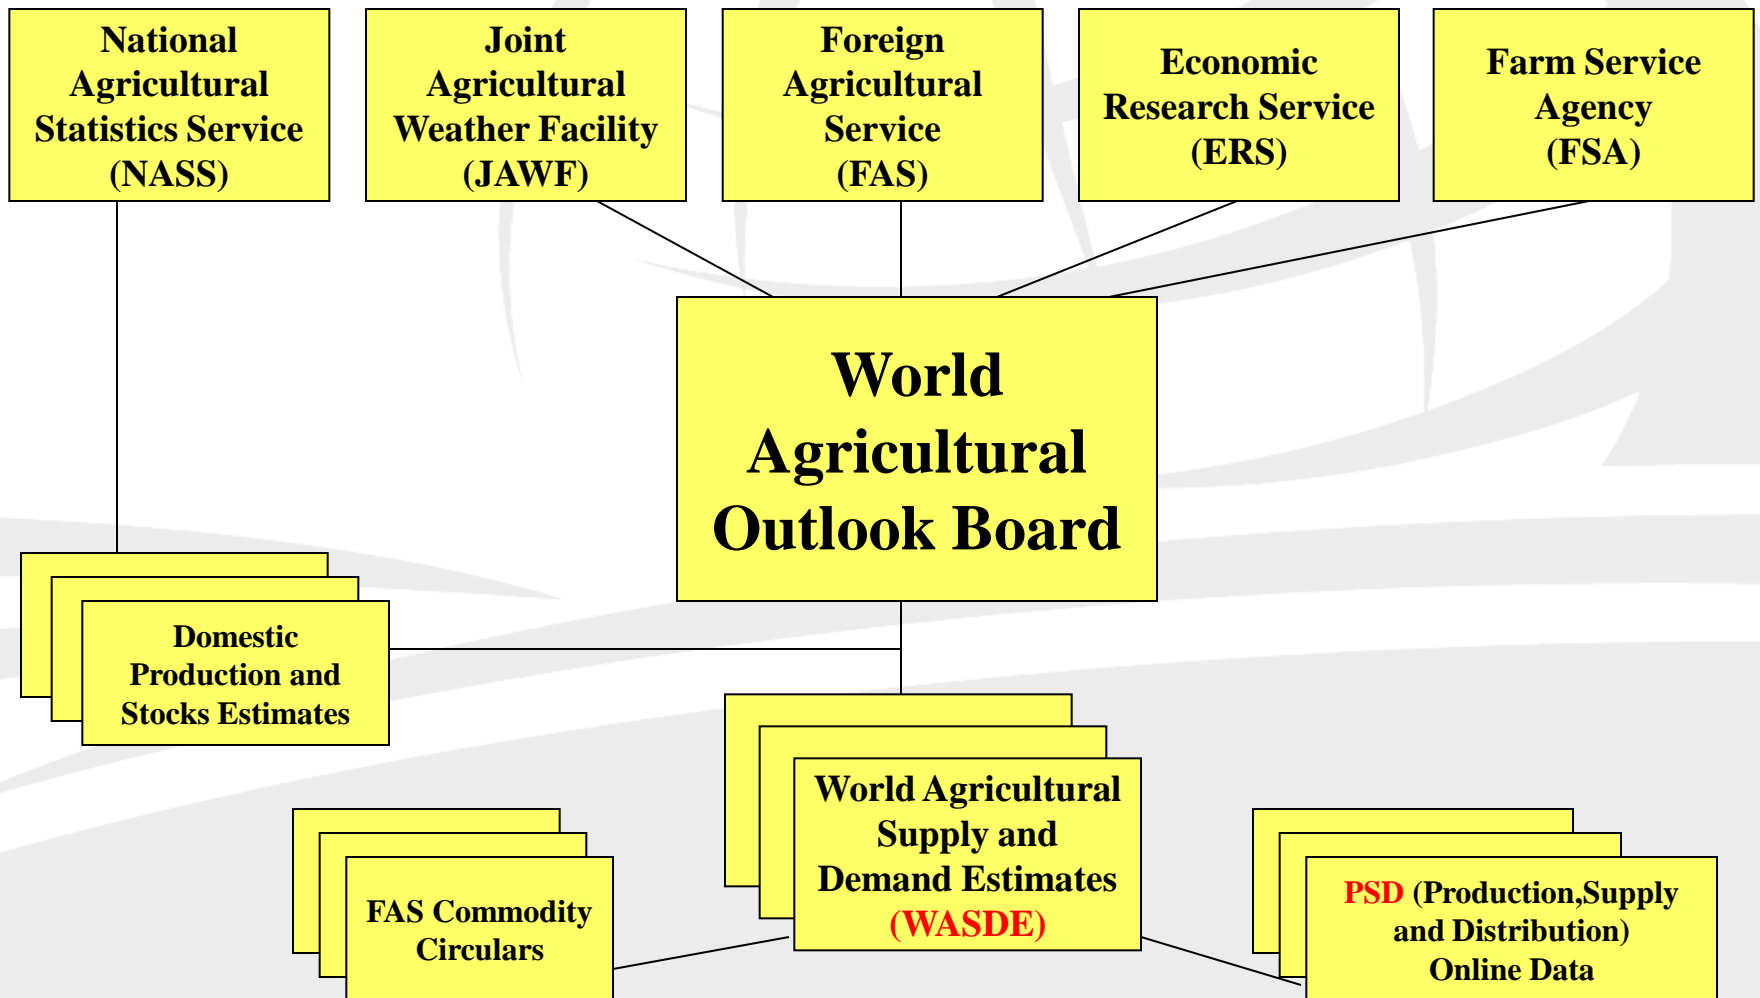 National
Agricultural
Statistics Service
(NASS)
Joint
Agricultural
Weather Facility
(JAWF)
Foreign
Agricultural
Service
(FAS)
Economic
Research Service
(ERS)
Farm Service
Agency
(FSA)
World
Agricultural
Outlook Board
Domestic
Production and
Stocks Estimates
World Agricultural
Supply and
Demand Estimates
(WASDE)
FAS Commodity
Circulars
PSD (Production,Supply
and Distribution)
Online Data